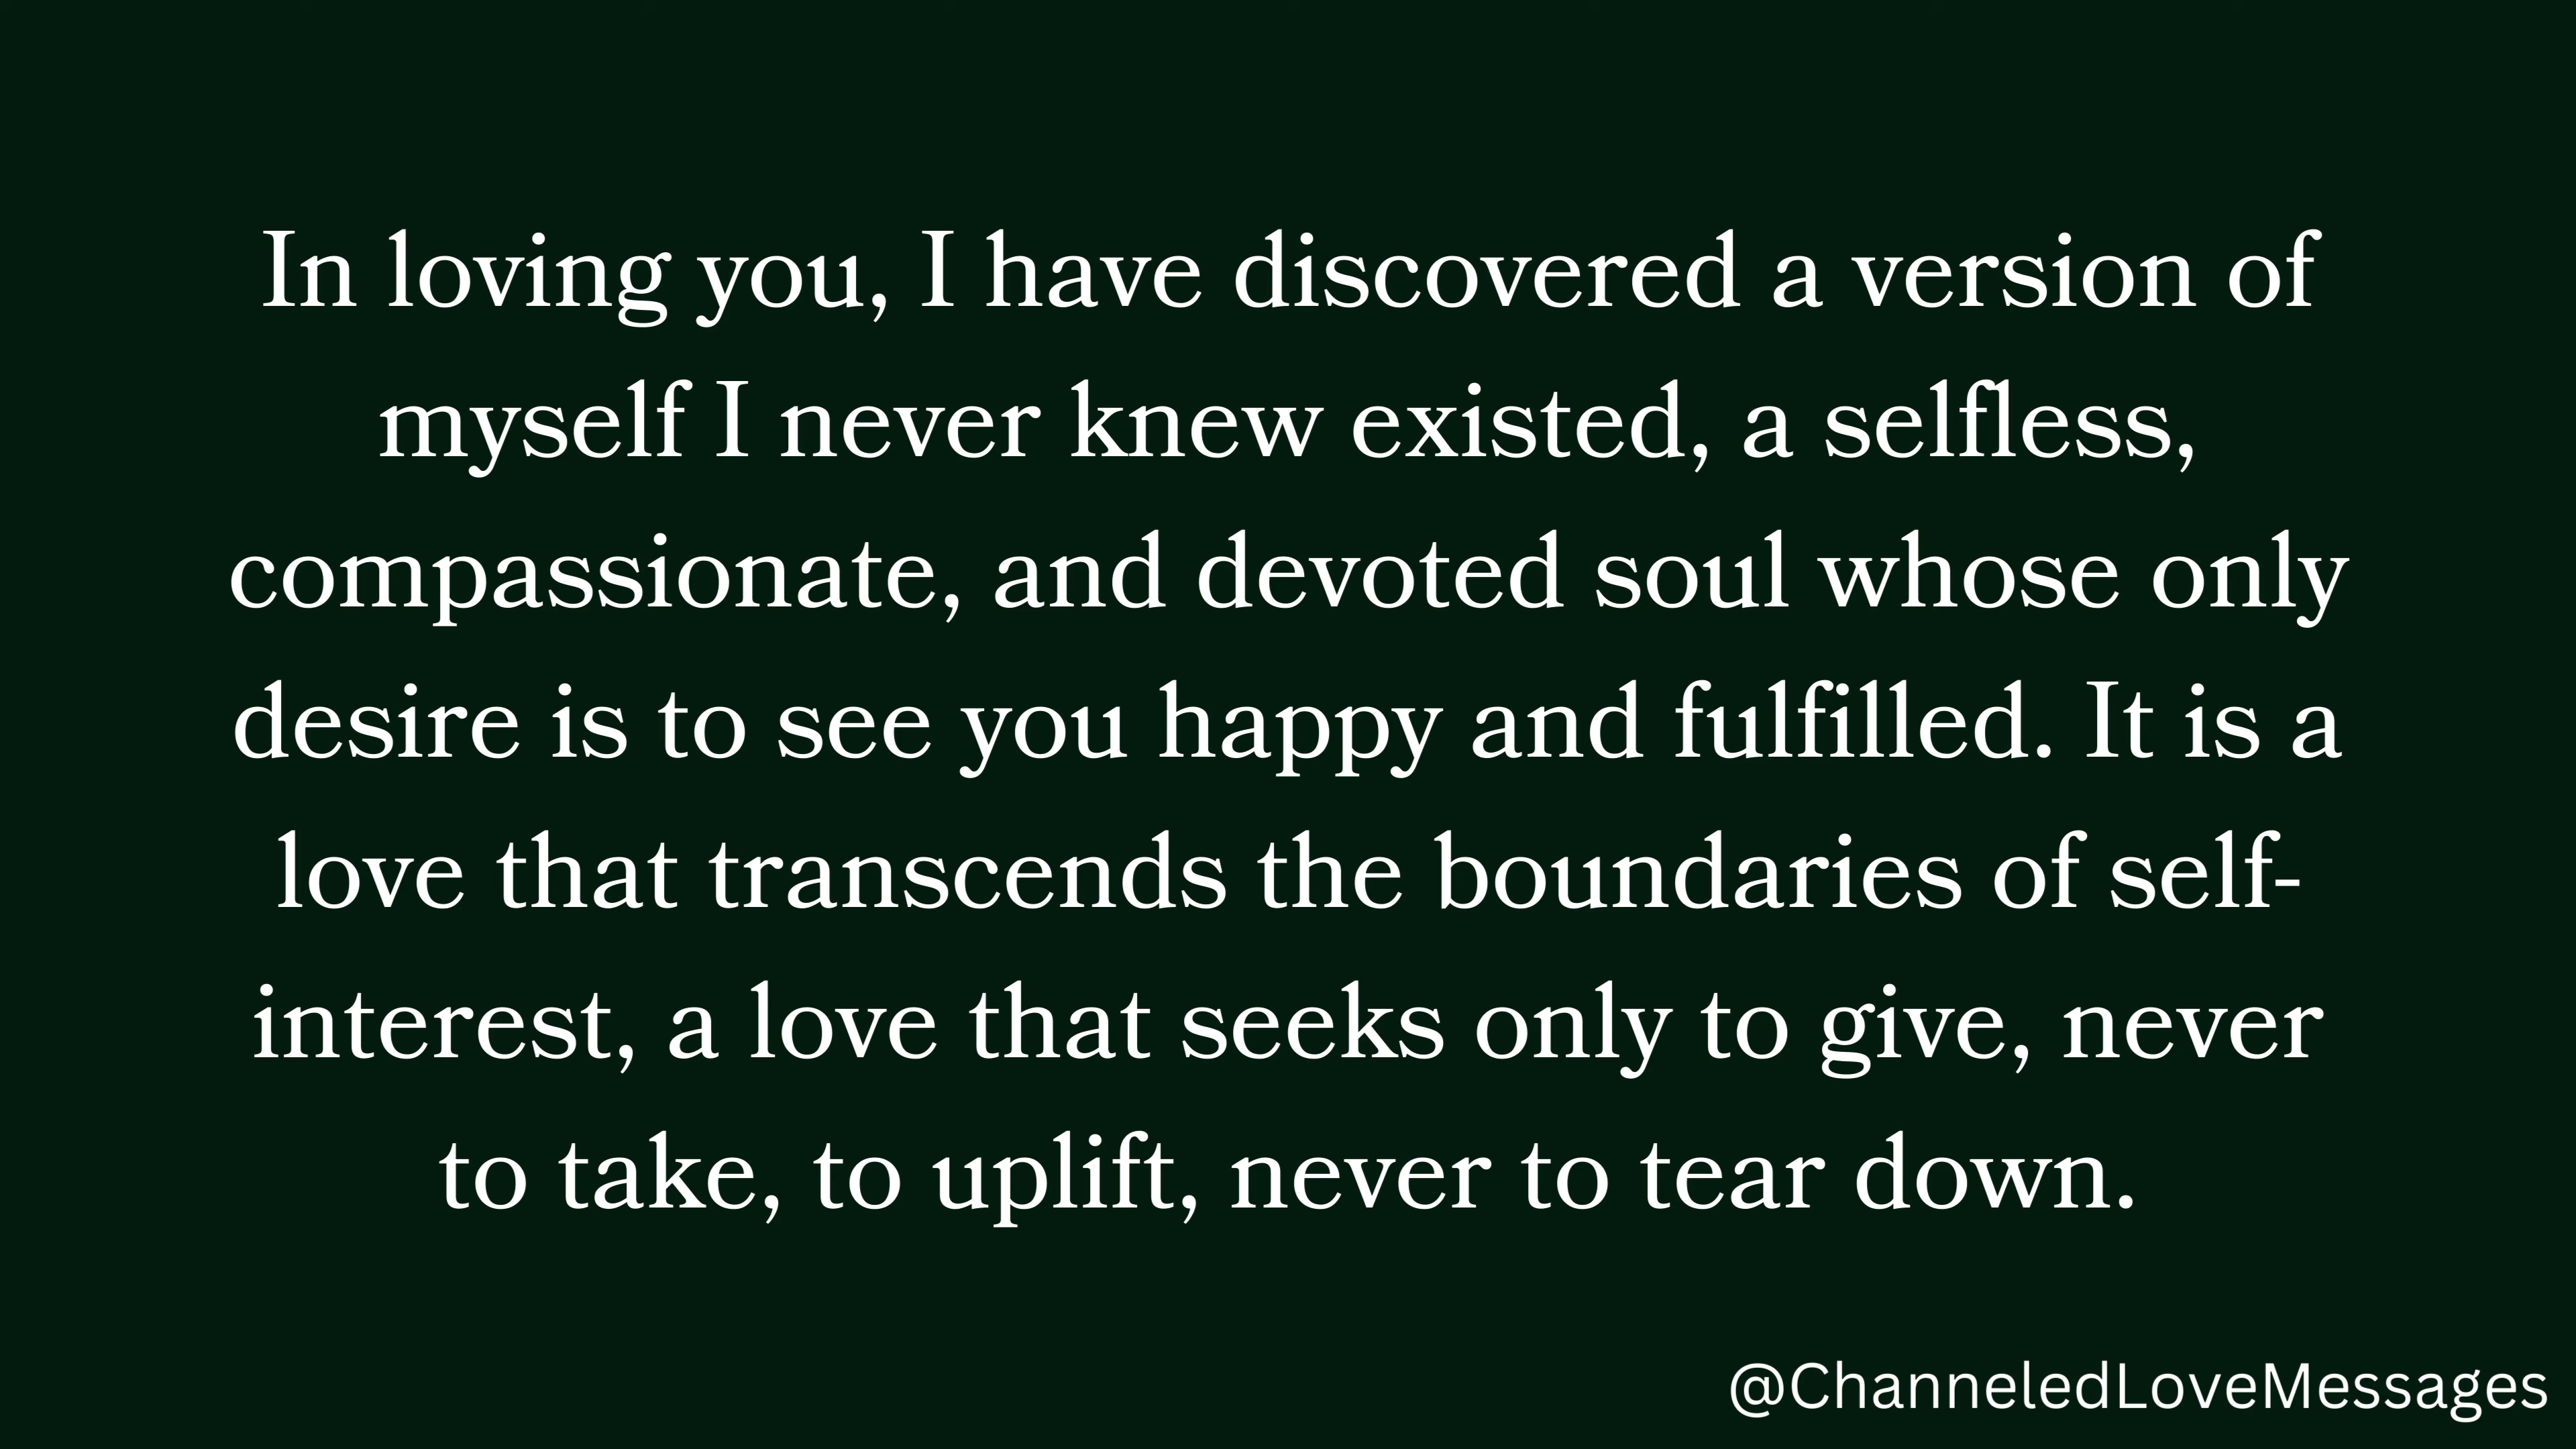 In loving you, I have discovered a version of
myself I never knew existed, a selfless,
compassionate, and devoted soul whose only
desire is to see you happy and fulfilled. It is a
love that transcends the boundaries of self-
interest, a love that seeks only to give, never
to take, to uplift, never to tear down.
@ChanneledLoveMessages